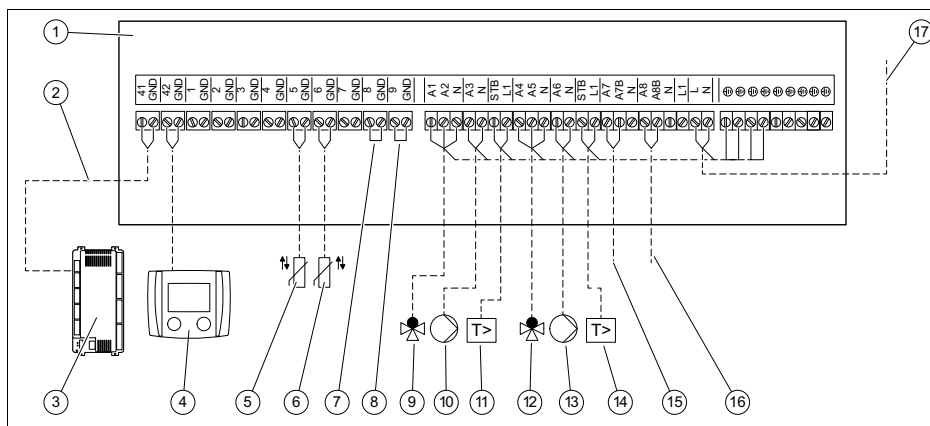 1
17
41 GND 42 GND 1 GND 2 GND 3 GND 4 GND 5 GND 6 GND 7 GND 8 GND 9 GND A1 A2 N A3 N STB L1 A4 A5 N A6 N STB L1 A7 A7B N A8 A8B N L1 L N
2
T> T>
3 4 5 6 7 8 9 10 11 12 13 14 15 16